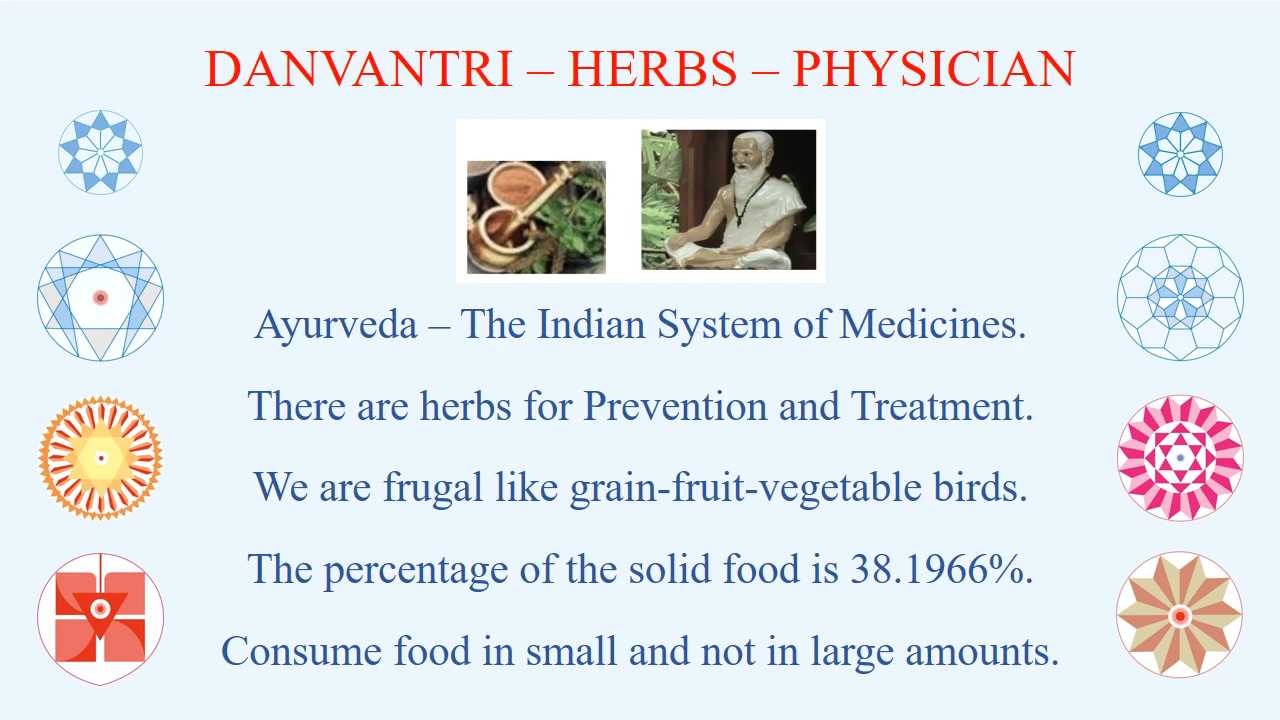 DANVANTRI – HERBS – PHYSICIAN
Ayurveda – The Indian System of Medicines.
There are herbs for Prevention and Treatment.
We are frugal like grain-fruit-vegetable birds.
The percentage of the solid food is 38.1966%.
Consume food in small and not in large amounts.